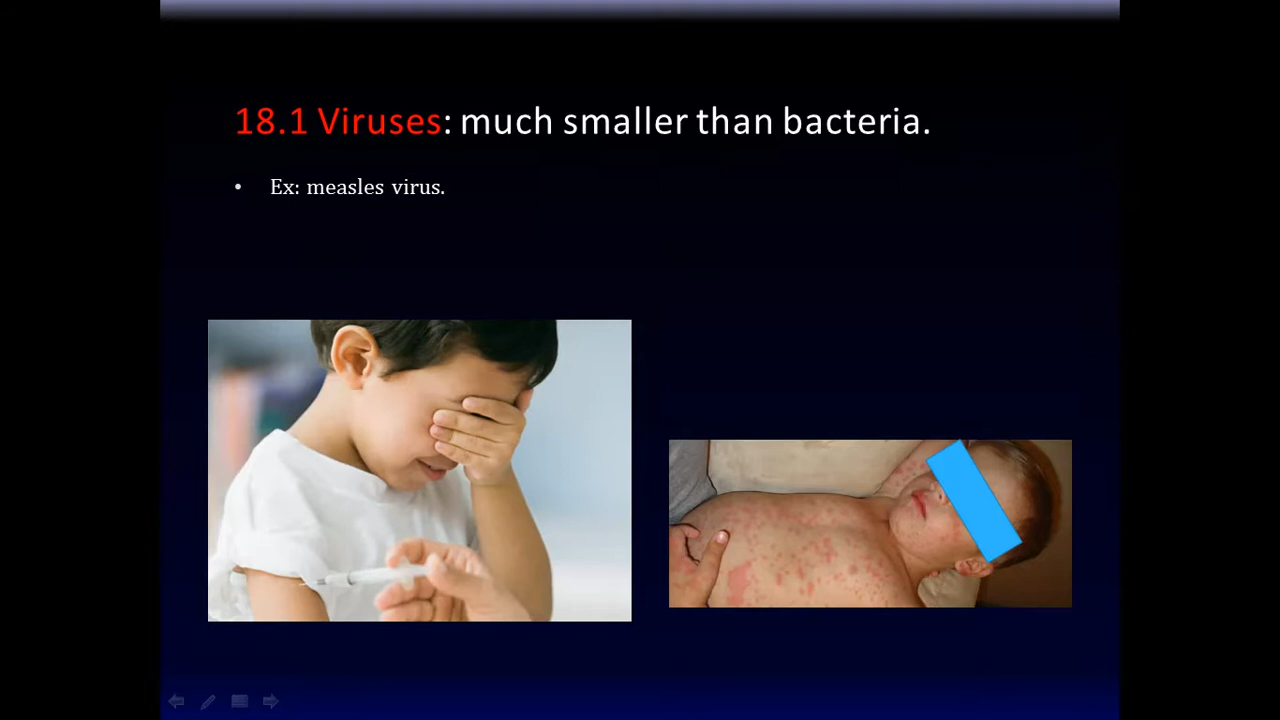 18.1 Viruses: much smaller than bacteria.
• Ex: measles virus.